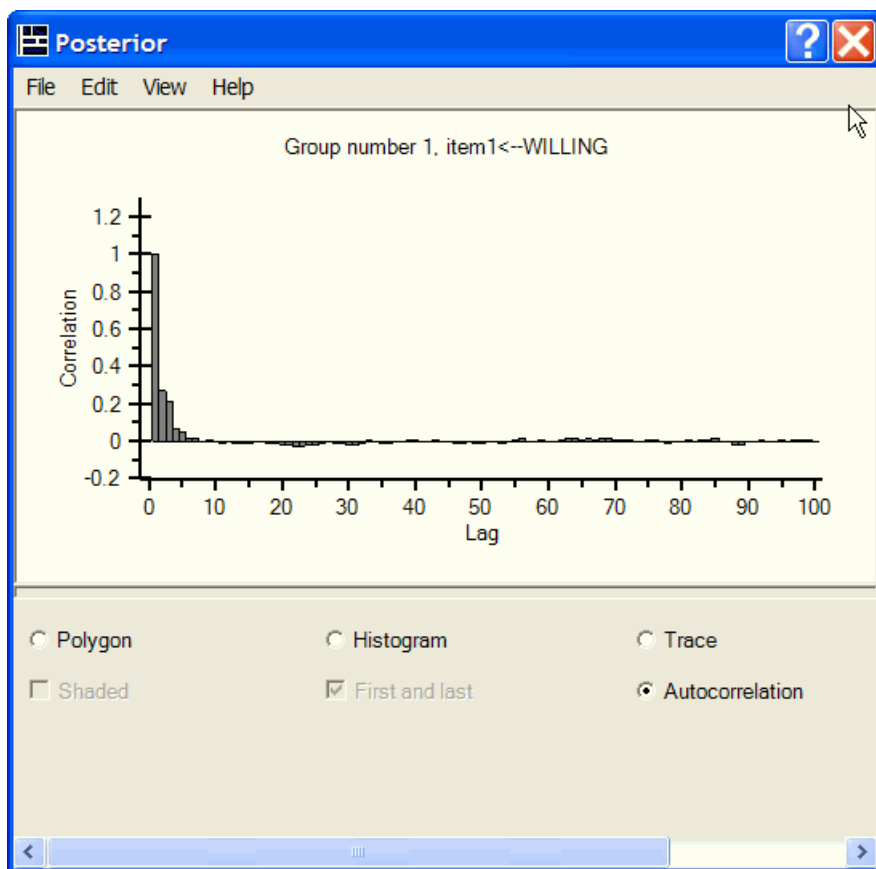 Posterior
File Edit View Help
Group number 1, item1<--WILLING
1.2
1
0.8
0.6
0.4
0.2
0
-0.2
Correlation
0 10 20 30 40 50 60 70 80 90 100
Lag
Polygon Histogram Trace
Shaded First and last Autocorrelation